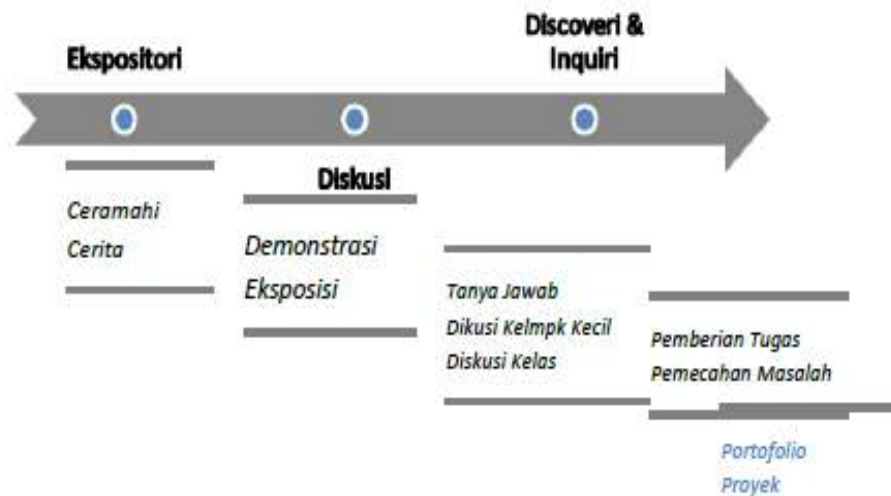 Ekspositori
Discoveri &
Inquiri
Diskusi
Ceramahi
Cerita
Demonstrasi
Eksposisi
Tanya Jawab
Dikusi Kelmpk Kecil
Diskusi Kelas
Pemberian Tugas
Pemecahan Masalah
Portofolio
Proyek